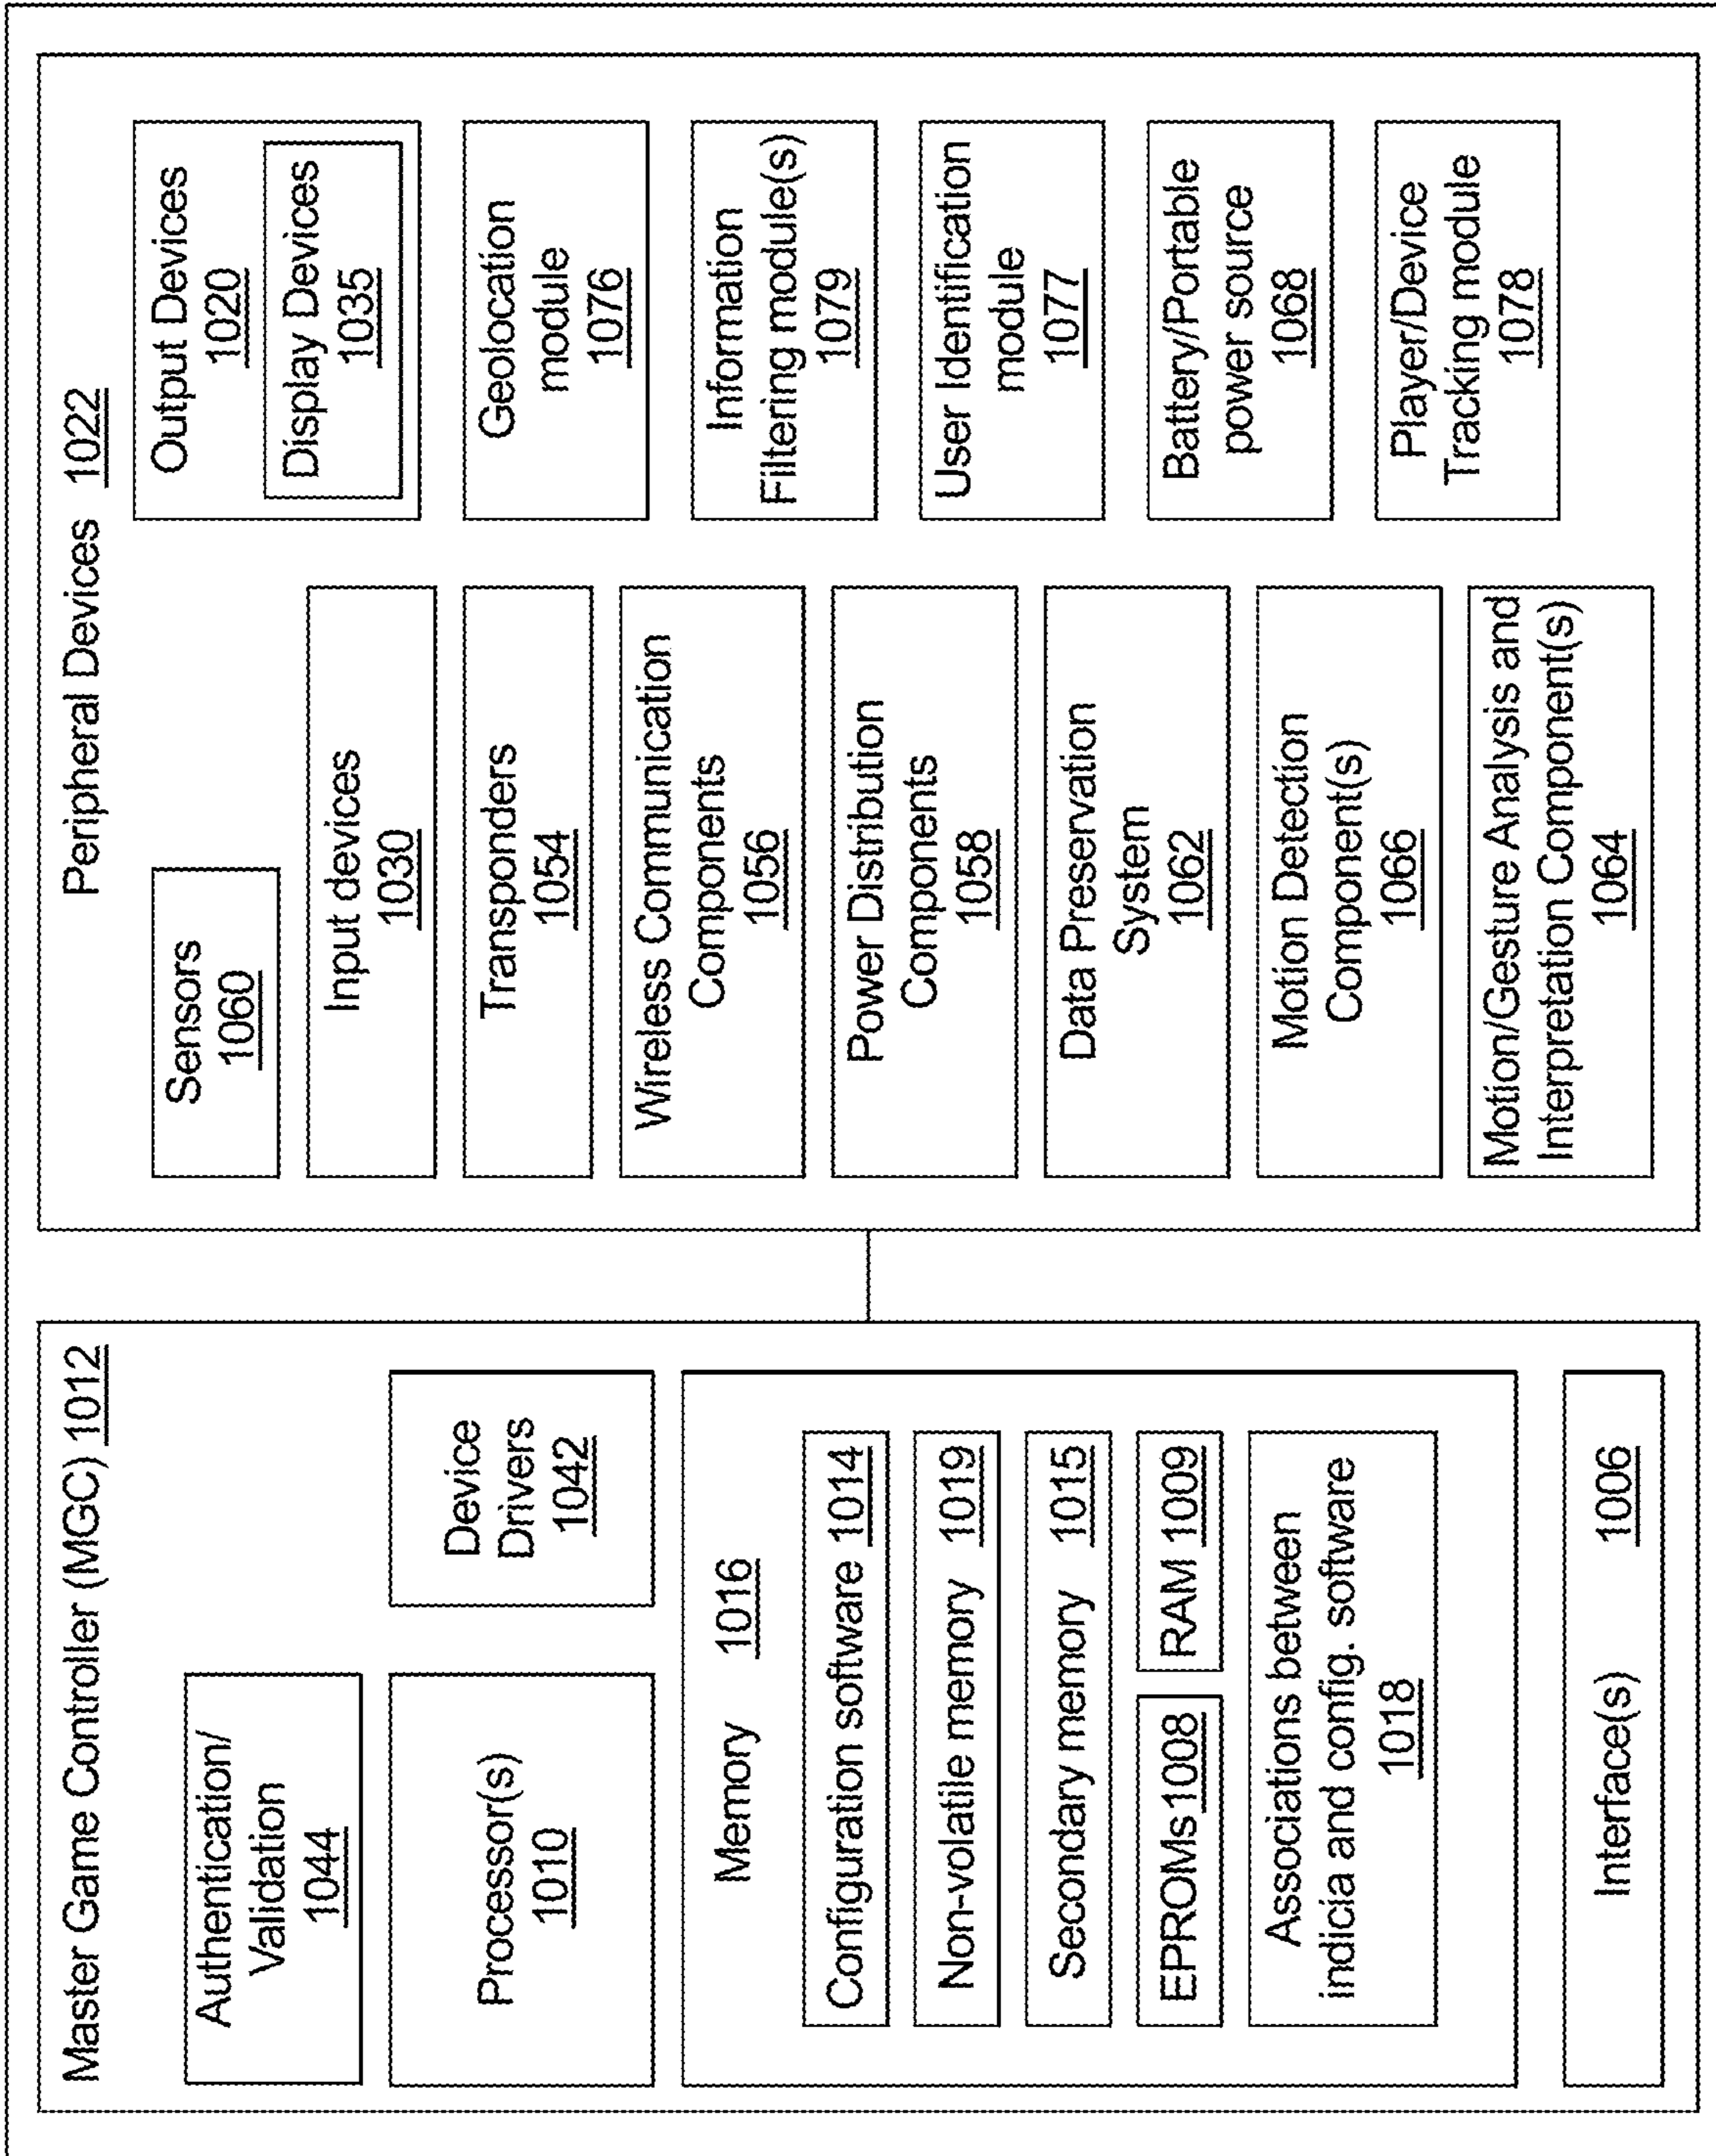 Master Game Controller (MGC) 1012
Authentication/
Validation
1044
Processor(s)
1010
Device
Drivers
1042
Memory 1016
Configuration software 1014
Non-volatile memory 1019
Secondary memory 1015
EPROMs 1008
RAM 1009
Associations between
indicia and config. software
1018
Interface(s) 1006
Peripheral Devices 1022
Sensors
1060
Input devices
1030
Transponders
1054
Wireless Communication
Components
1056
Power Distribution
Components
1058
Data Preservation
System
1062
Motion Detection
Component(s)
1066
Motion/Gesture Analysis and
Interpretation Component(s)
1064
Output Devices
1020
Display Devices
1035
Geolocation
module
1076
Information
Filtering module(s)
1079
User Identification
module
1077
Battery/Portable
power source
1068
Player/Device
Tracking module
1078